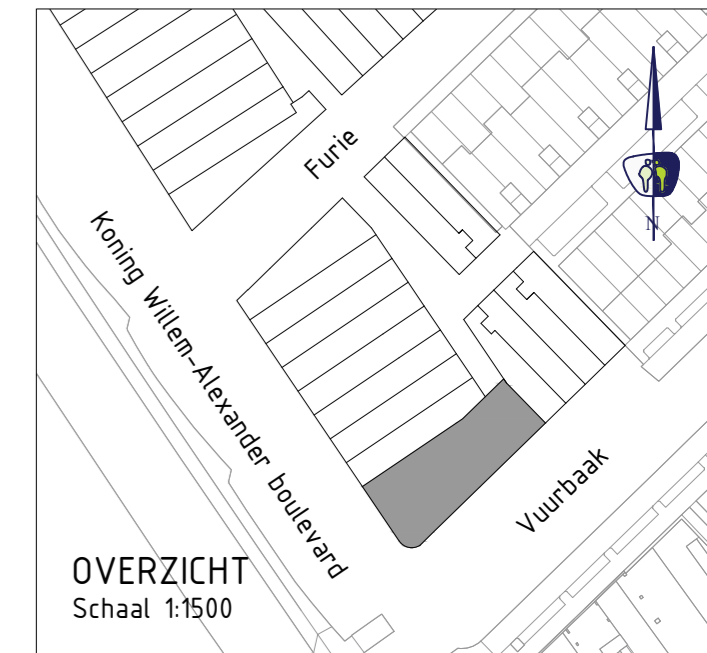 Furie
N
Koning Willem-Alexander boulevard
Vuurbaak
OVERZICHT
Schaal 1:1500